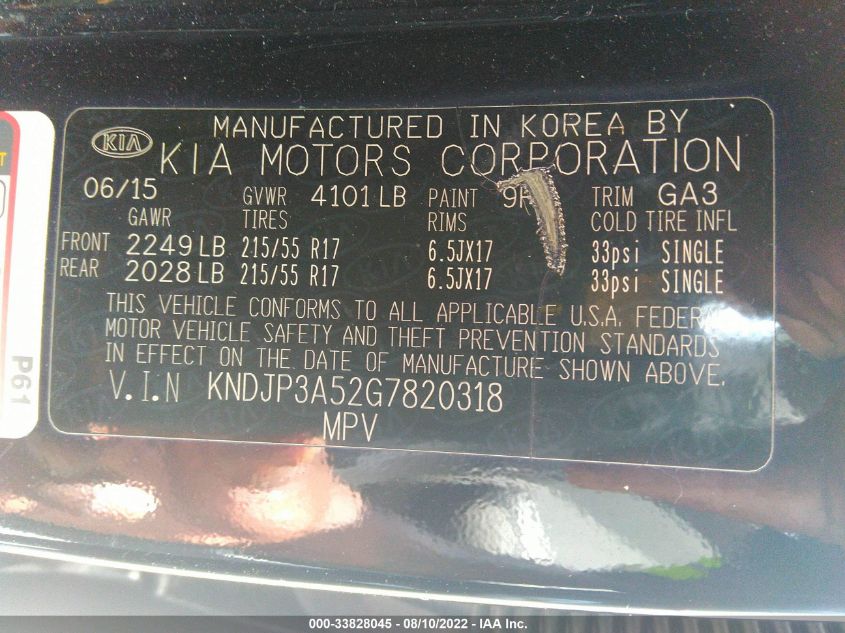 MANUFACTURED IN KOREA BY
KIA KIA MOTORS CORPORATION
06/15 GVWR 4101 LB PAINT TRIM GA3
GAWR TIRES RIMS COLD TIRE INFL
FRONT 2249 LB 215/55 R17 6.5JX17 33psi SINGLE
REAR 2028 LB 215/55 R17 6.5JX17 33psi SINGLE
THIS VEHICLE CONFORMS TO ALL APPLICABLE U.S.A. FEDERAL
MOTOR VEHICLE SAFETY AND THEFT PREVENTION STANDARDS
IN EFFECT ON THE DATE OF MANUFACTURE SHOWN ABOVE.
V.I.N KNDJP3A52G7820318
MPV
P61
000-33828045 - 08/10/2022 - IAA Inc.